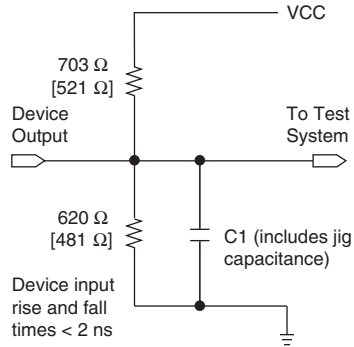 VCC
703 Ω
[521 Ω]
Device
Output
To Test
System
620 Ω
[481 Ω]
C1 (includes jig
capacitance)
Device input
rise and fall
times < 2 ns